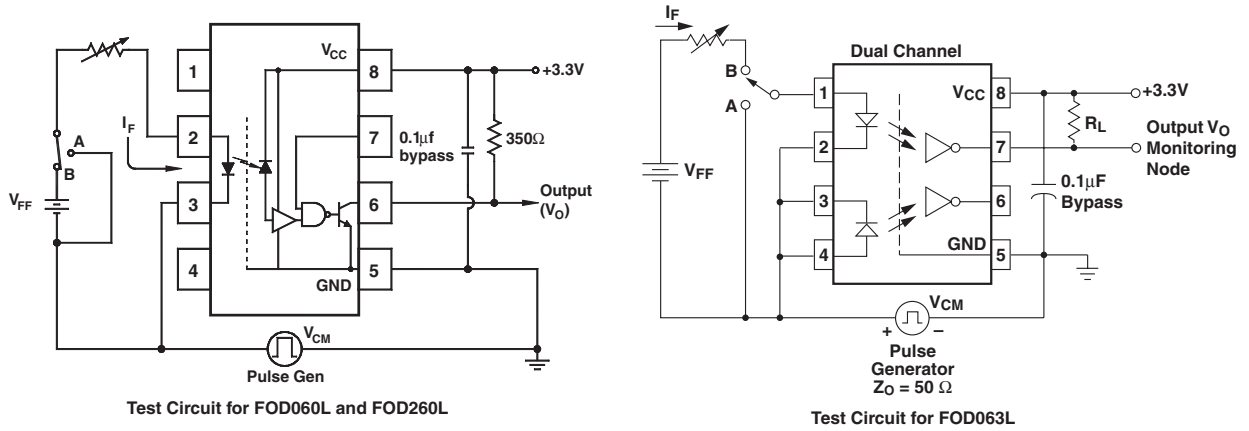 V_CC
1
8
+3.3V
I_F
2
7
0.1μf
bypass
350Ω
A
B
V_FF
3
6
Output
(V_O)
4
5
GND
V_CM
Pulse Gen
Test Circuit for FOD060L and FOD260L
I_F
Dual Channel
B
A
1
V_CC
8
+3.3V
R_L
2
7
Output V_O
Monitoring
Node
V_FF
3
6
0.1μF
Bypass
4
GND
5
V_CM
+
–
Pulse
Generator
Z_O = 50 Ω
Test Circuit for FOD063L